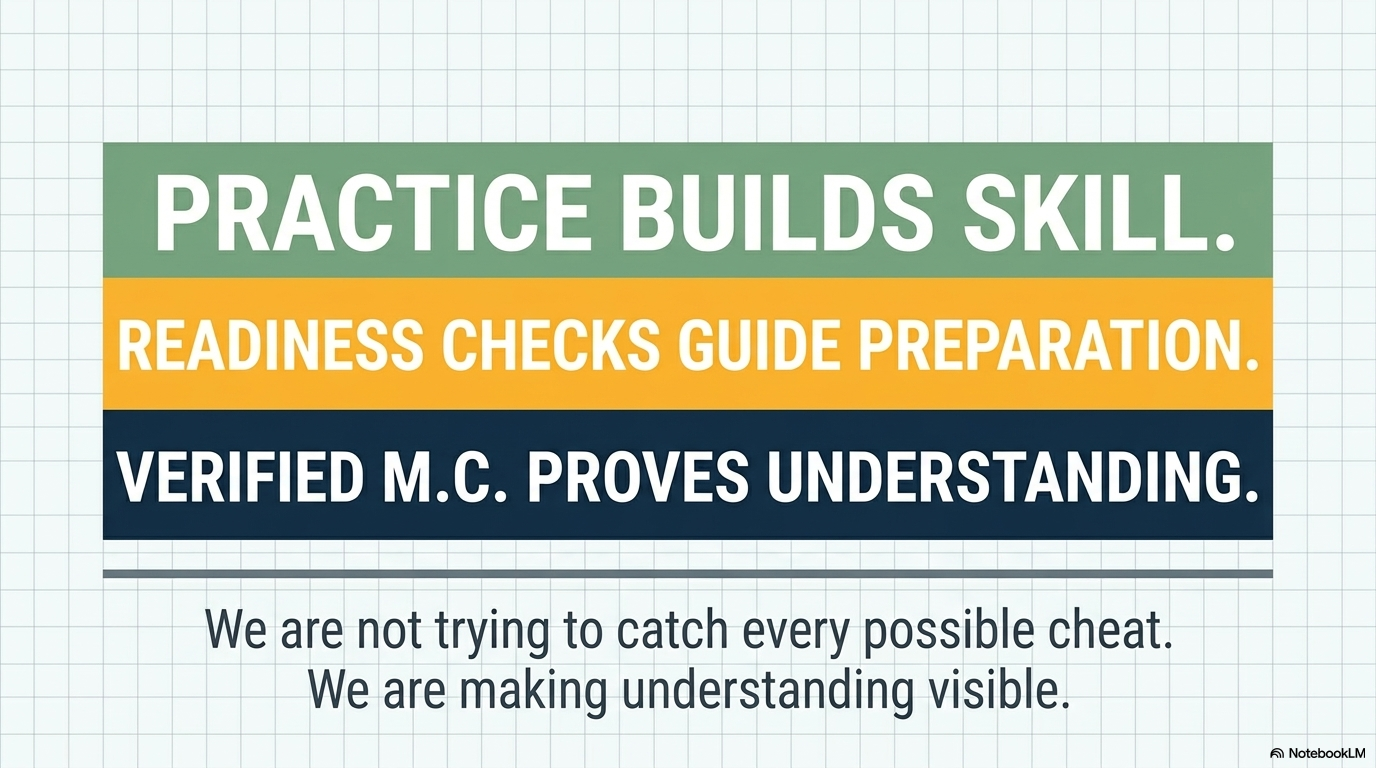 PRACTICE BUILDS SKILL.
READINESS CHECKS GUIDE PREPARATION.
VERIFIED M.C. PROVES UNDERSTANDING.
We are not trying to catch every possible cheat.
We are making understanding visible.
NotebookLM